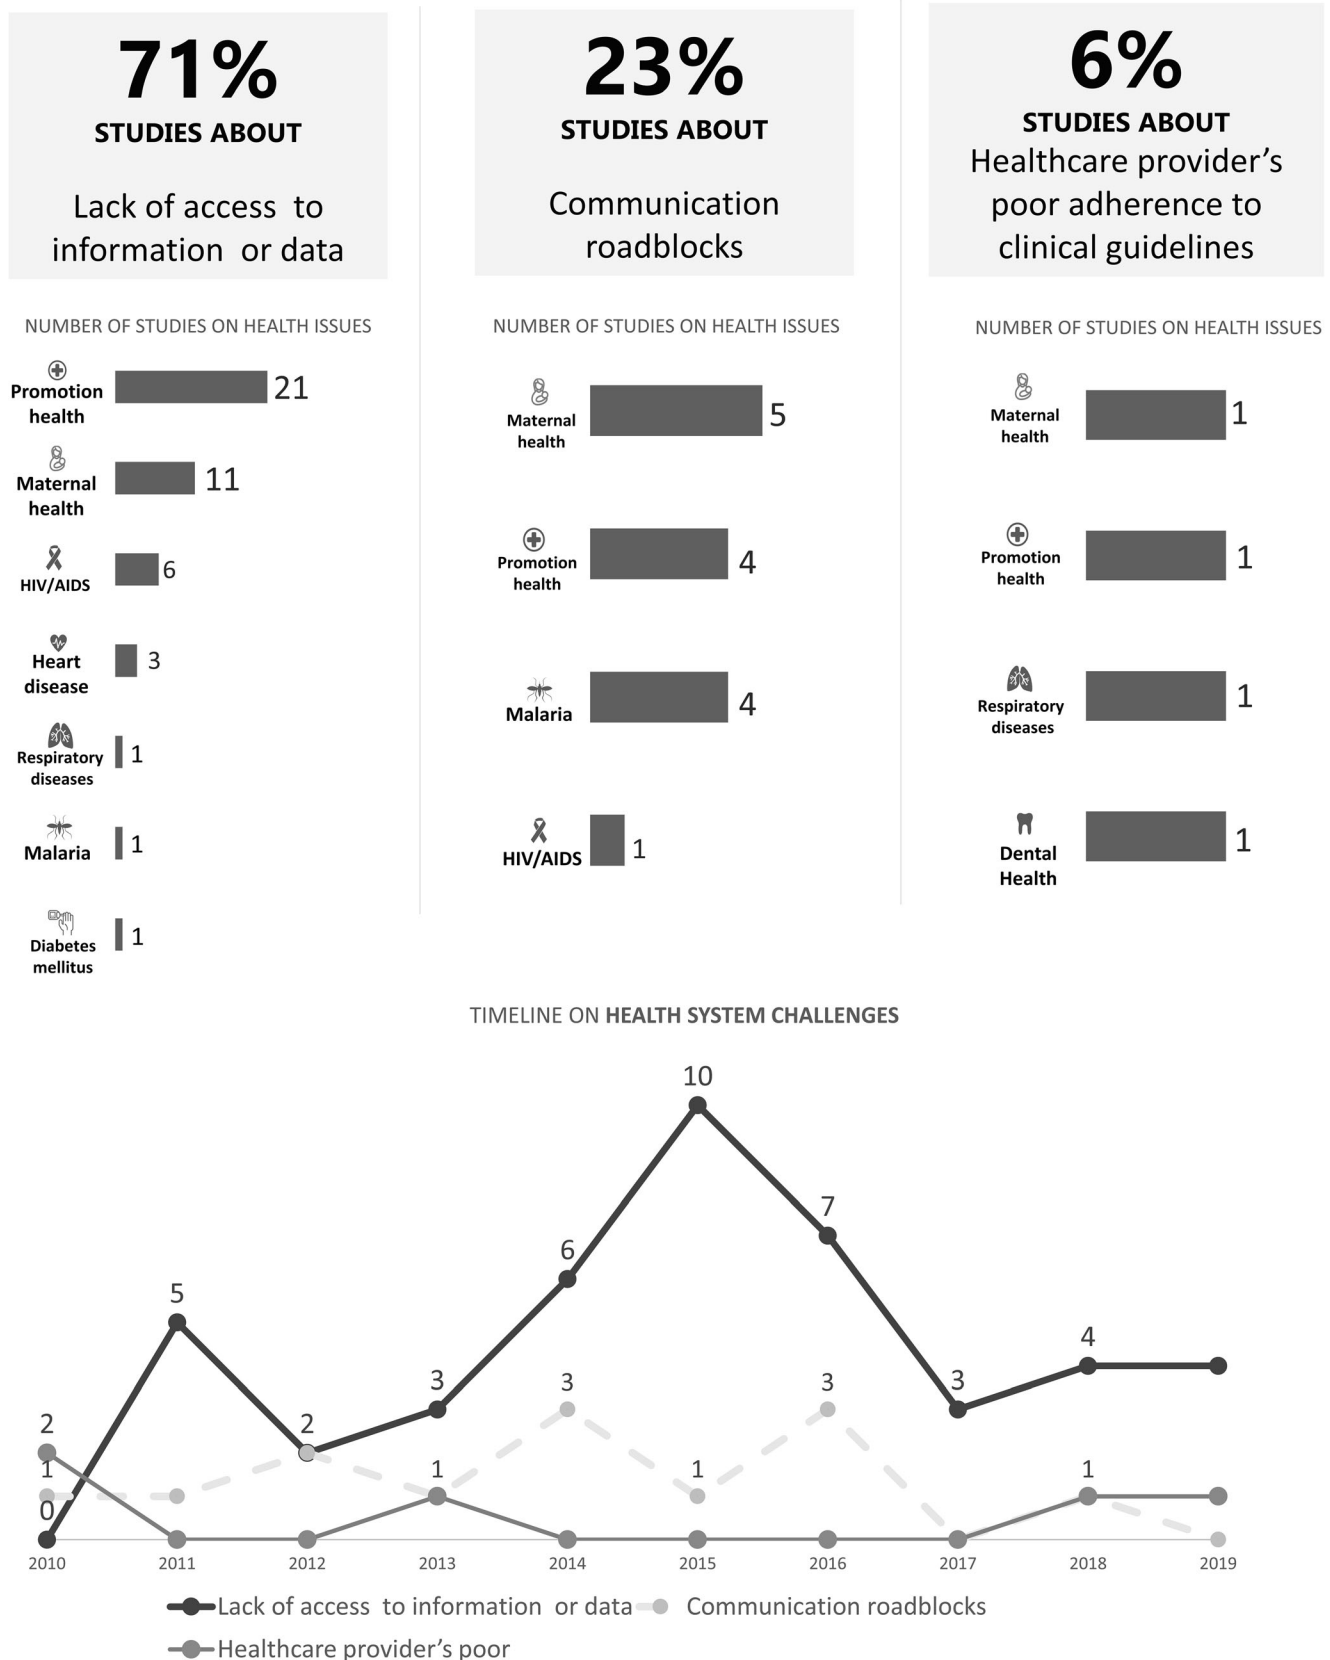 71%
STUDIES ABOUT
Lack of access to
information or data
NUMBER OF STUDIES ON HEALTH ISSUES
Promotion
health
21
Maternal
health
11
HIV/AIDS
6
Heart
disease
3
Respiratory
diseases
1
Malaria
1
Diabetes
mellitus
1
23%
STUDIES ABOUT
Communication
roadblocks
NUMBER OF STUDIES ON HEALTH ISSUES
Maternal
health
5
Promotion
health
4
Malaria
4
HIV/AIDS
1
6%
STUDIES ABOUT
Healthcare provider’s
poor adherence to
clinical guidelines
NUMBER OF STUDIES ON HEALTH ISSUES
Maternal
health
1
Promotion
health
1
Respiratory
diseases
1
Dental
Health
1
TIMELINE ON HEALTH SYSTEM CHALLENGES
10
7
6
5
4
3 3 3 3
2 2
1 1 1 1
0
2010 2011 2012 2013 2014 2015 2016 2017 2018 2019
Lack of access to information or data Communication roadblocks
Healthcare provider’s poor